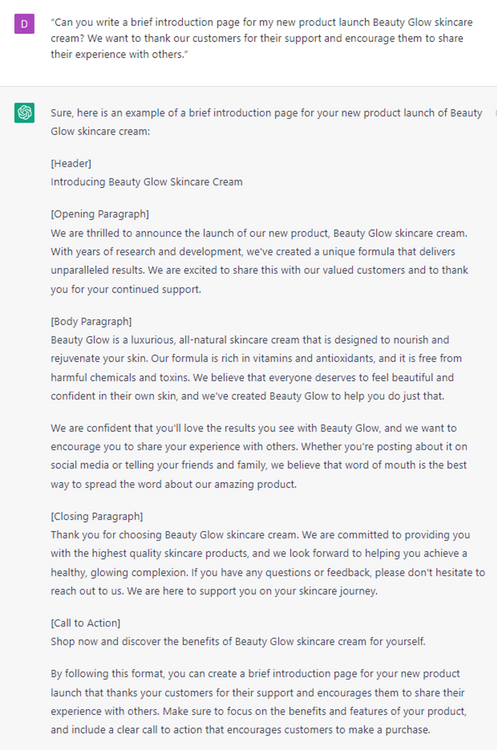 D
"Can you write a brief introduction page for my new product launch Beauty Glow skincare
cream? We want to thank our customers for their support and encourage them to share
their experience with others."
Sure, here is an example of a brief introduction page for your new product launch of Beauty
Glow skincare cream:
[Header]
Introducing Beauty Glow Skincare Cream
[Opening Paragraph]
We are thrilled to announce the launch of our new product, Beauty Glow skincare cream.
With years of research and development, we've created a unique formula that delivers
unparalleled results. We are excited to share this with our valued customers and to thank
you for your continued support.
[Body Paragraph]
Beauty Glow is a luxurious, all-natural skincare cream that is designed to nourish and
rejuvenate your skin. Our formula is rich in vitamins and antioxidants, and it is free from
harmful chemicals and toxins. We believe that everyone deserves to feel beautiful and
confident in their own skin, and we've created Beauty Glow to help you do just that.
We are confident that you'll love the results you see with Beauty Glow, and we want to
encourage you to share your experience with others. Whether you're posting about it on
social media or telling your friends and family, we believe that word of mouth is the best
way to spread the word about our amazing product.
[Closing Paragraph]
Thank you for choosing Beauty Glow skincare cream. We are committed to providing you
with the highest quality skincare products, and we look forward to helping you achieve a
healthy, glowing complexion. If you have any questions or feedback, please don't hesitate to
reach out to us. We are here to support you on your skincare journey.
[Call to Action]
Shop now and discover the benefits of Beauty Glow skincare cream for yourself.
By following this format, you can create a brief introduction page for your new product
launch that thanks your customers for their support and encourages them to share their
experience with others. Make sure to focus on the benefits and features of your product,
and include a clear call to action that encourages customers to make a purchase.